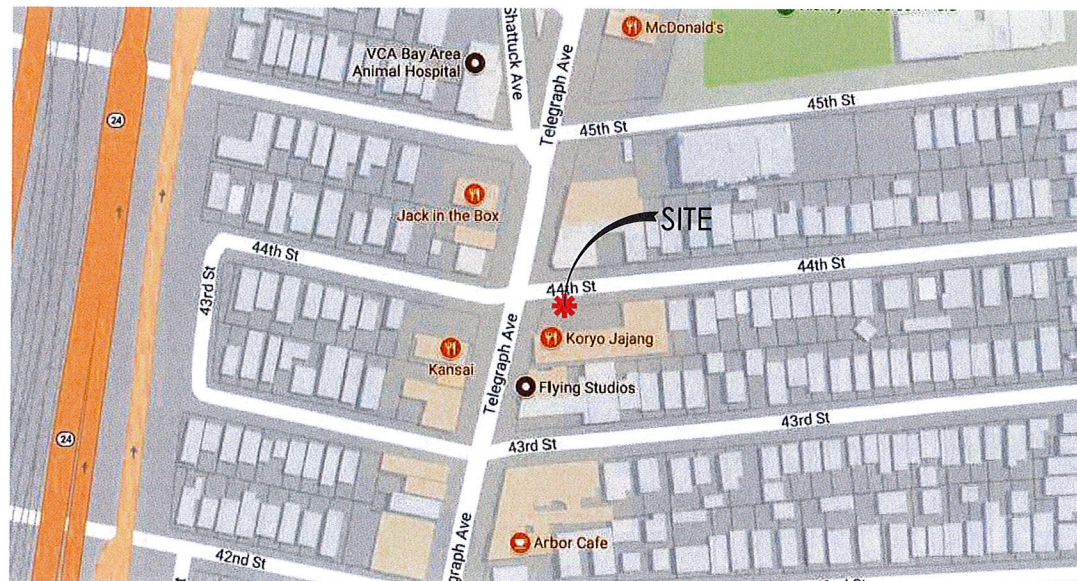 McDonald's
Shattuck Ave
VCA Bay Area
Animal Hospital
Telegraph Ave
45th St
45th St
24
Jack in the Box
SITE
44th St
44th St
44th St
43rd St
Koryo Jajang
Kansai
Telegraph Ave
Flying Studios
43rd St
43rd St
24
Arbor Cafe
42nd St